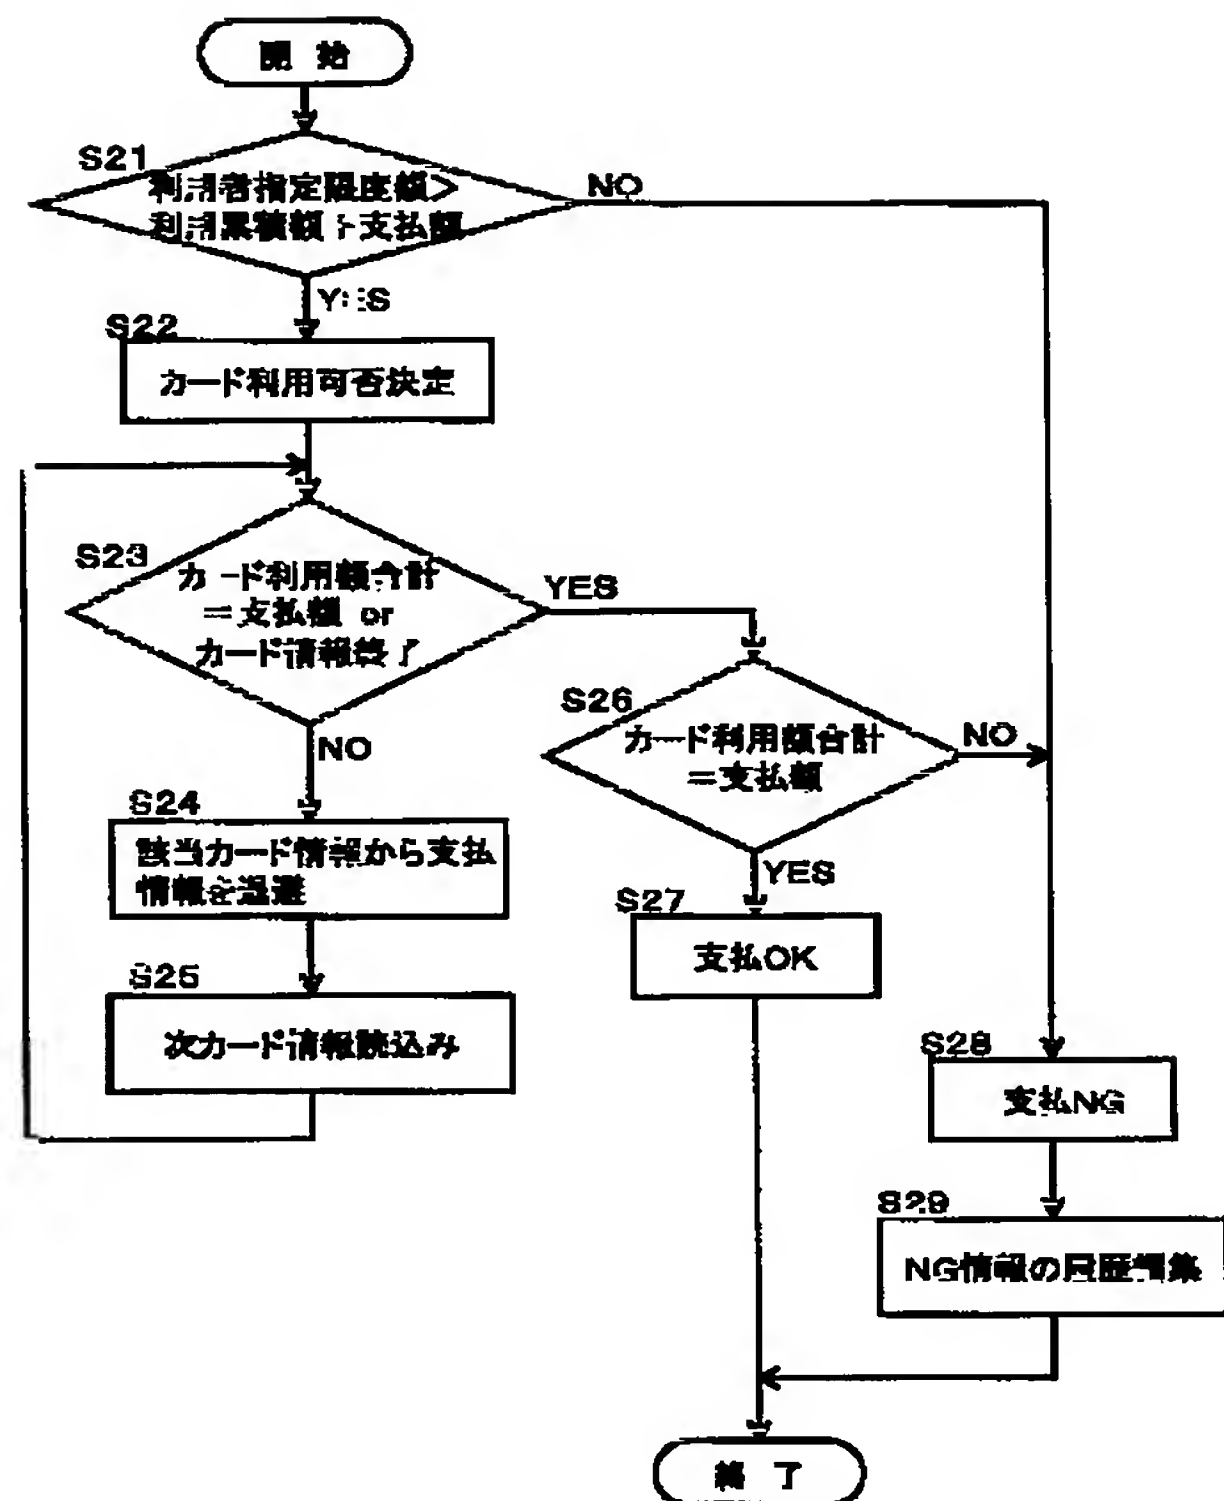 開 始
S21
利用者指定限度額>
利用累積額+支払額
NO
YES
S22
カード利用可否決定
S23
カード利用額合計
=支払額 or
カード情報終了
YES
NO
S26
カード利用額合計
=支払額
NO
YES
S24
該当カード情報から支払
情報を退避
S27
支払OK
S25
次カード情報読込み
S28
支払NG
S29
NG情報の履歴編集
終 了